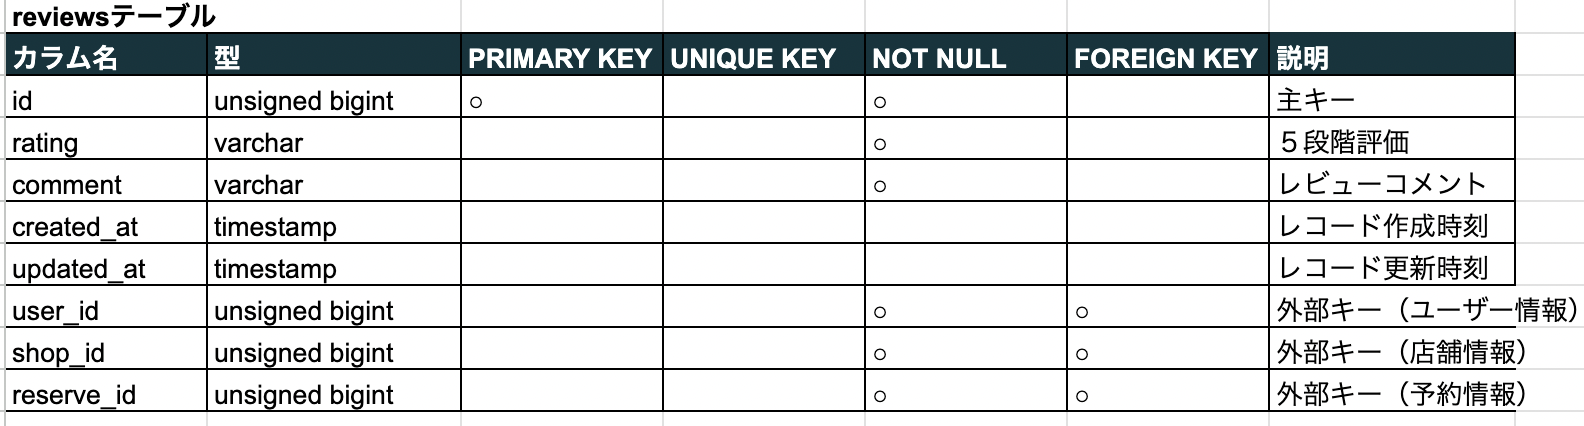 reviewsテーブル
カラム名 型 PRIMARY KEY UNIQUE KEY NOT NULL FOREIGN KEY 説明
id unsigned bigint ○ ○ 主キー
rating varchar ○ ５段階評価
comment varchar ○ レビューコメント
created_at timestamp レコード作成時刻
updated_at timestamp レコード更新時刻
user_id unsigned bigint ○ ○ 外部キー（ユーザー情報）
shop_id unsigned bigint ○ ○ 外部キー（店舗情報）
reserve_id unsigned bigint ○ ○ 外部キー（予約情報）